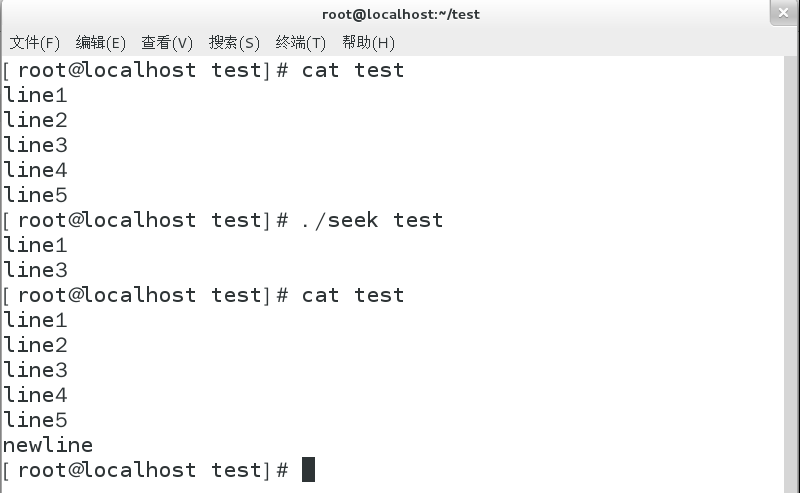 root@localhost:~/test
文件(F) 编辑(E) 查看(V) 搜索(S) 终端(T) 帮助(H)
[root@localhost test]# cat test
line1
line2
line3
line4
line5
[root@localhost test]# ./seek test
line1
line3
[root@localhost test]# cat test
line1
line2
line3
line4
line5
newline
[root@localhost test]#